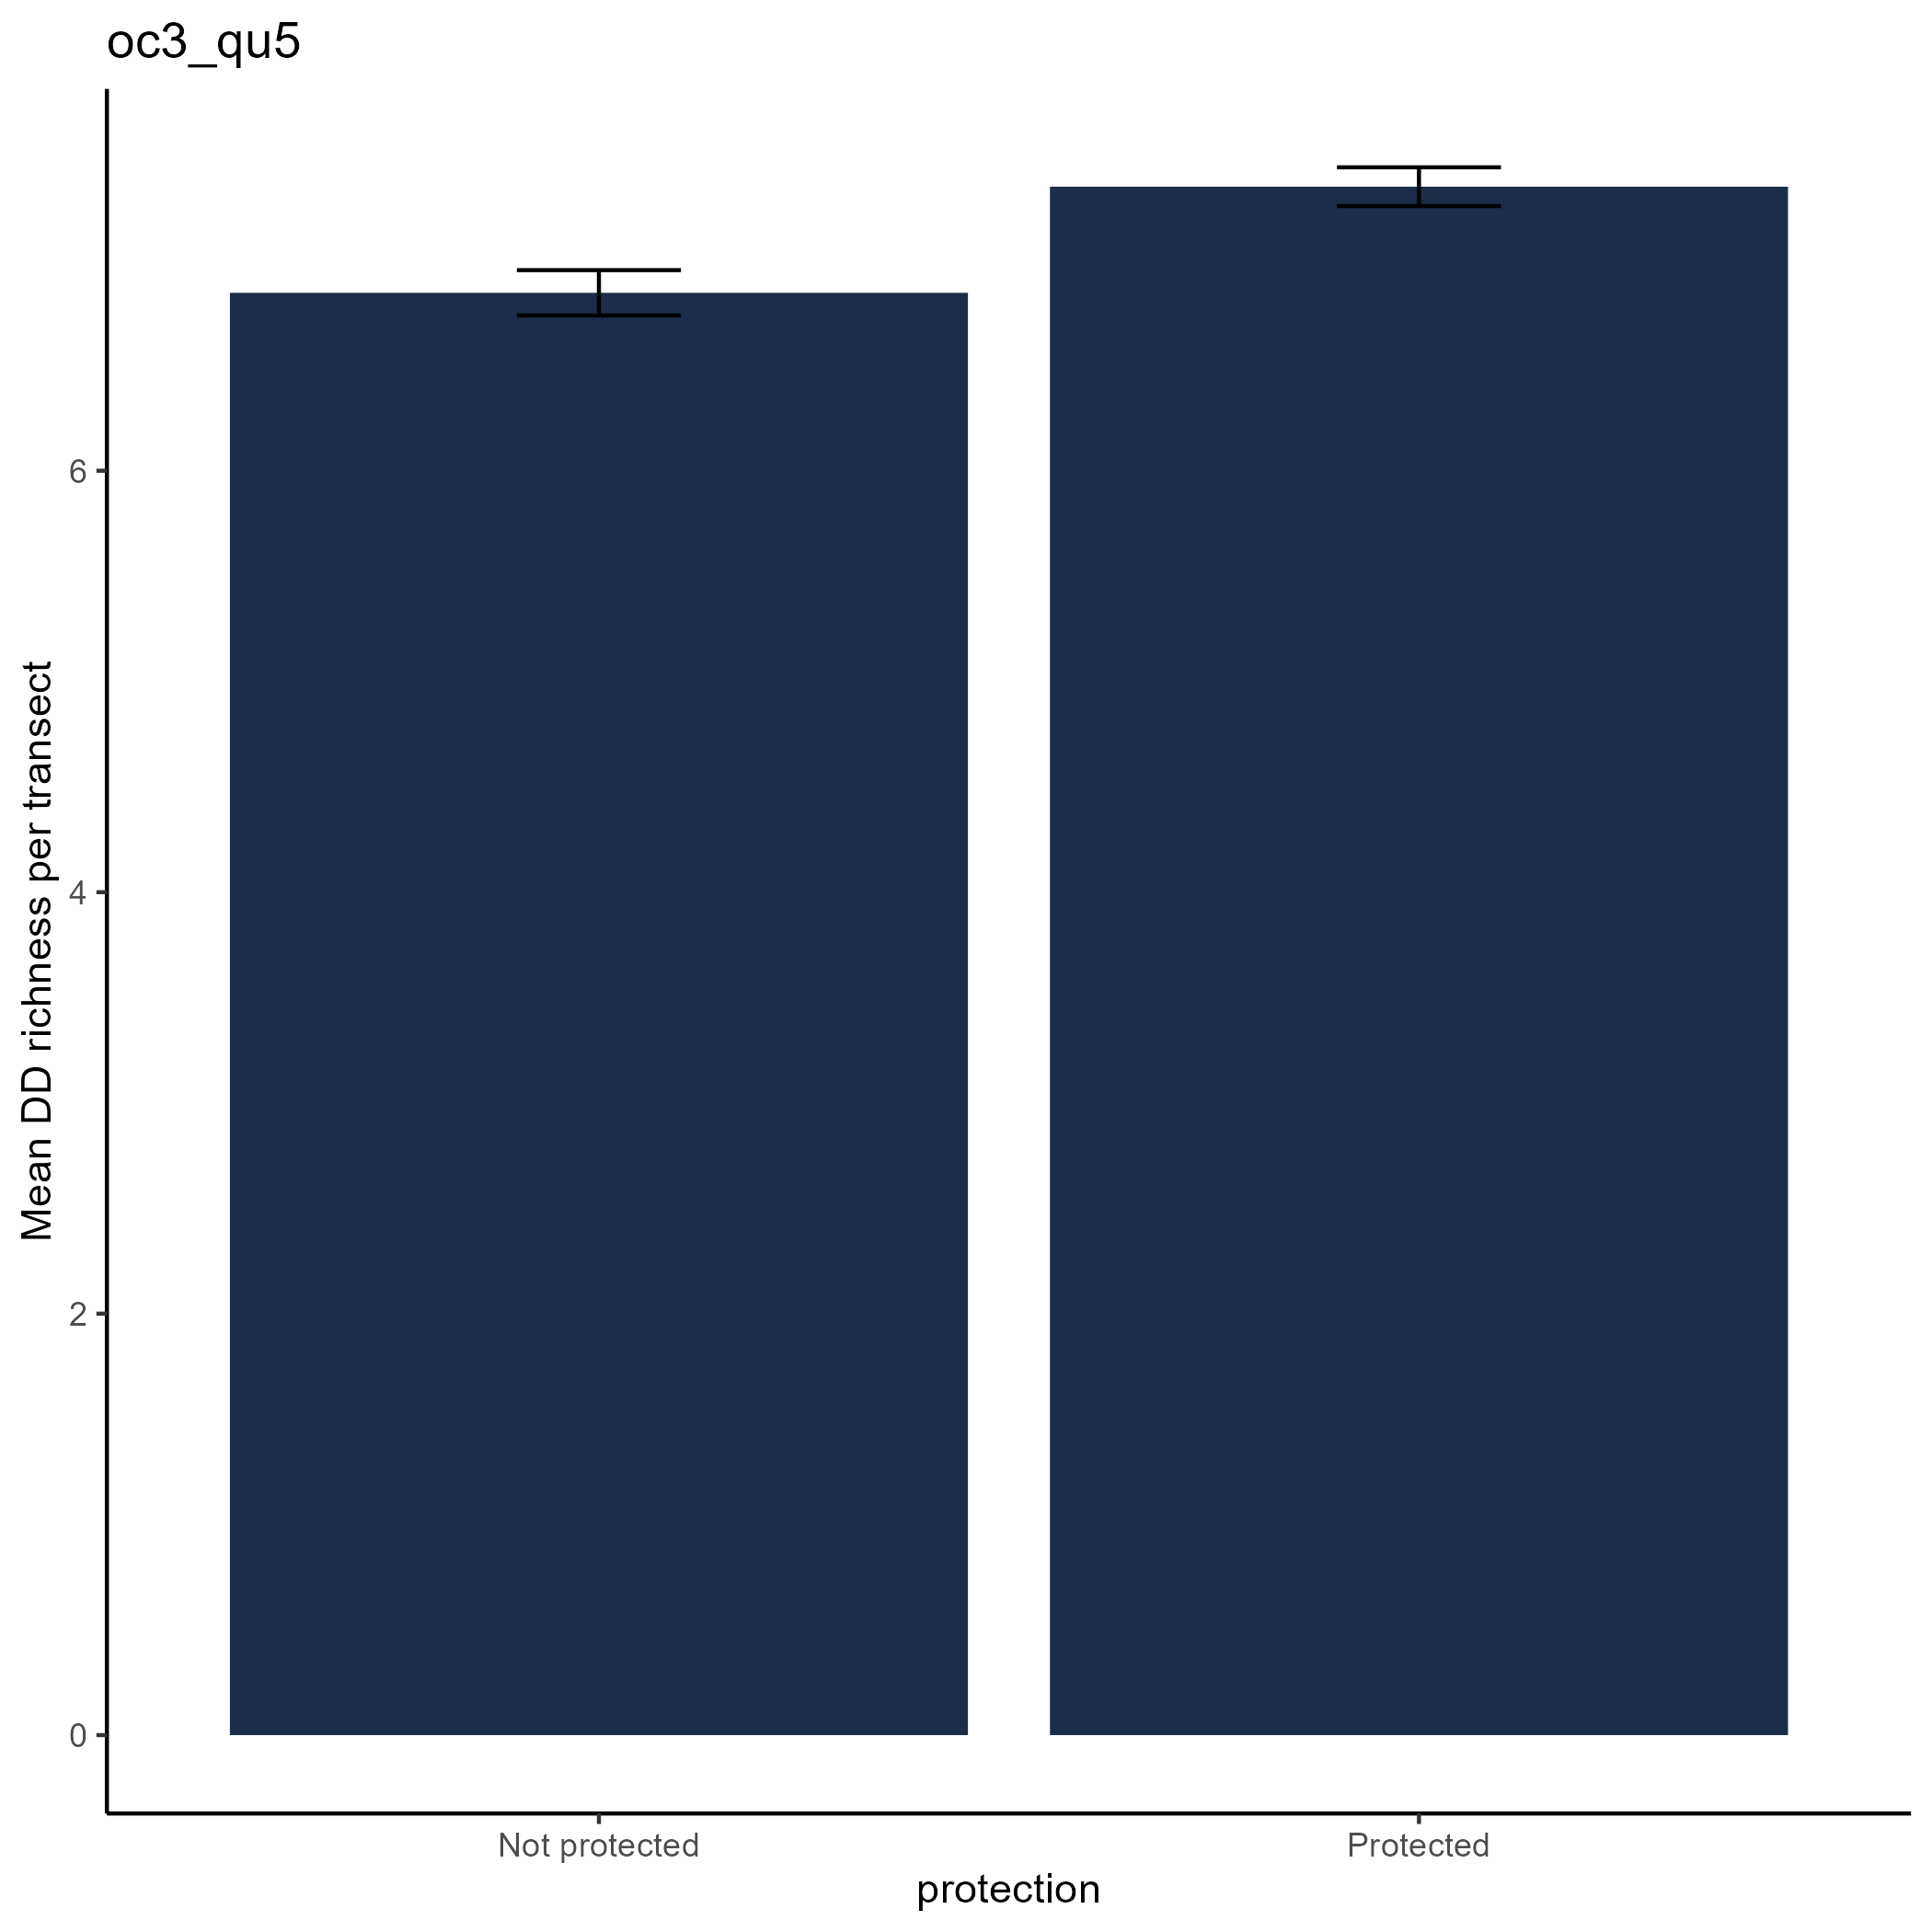 oc3_qu5
Mean DD richness per transect
6
4
2
0
Not protected
Protected
protection